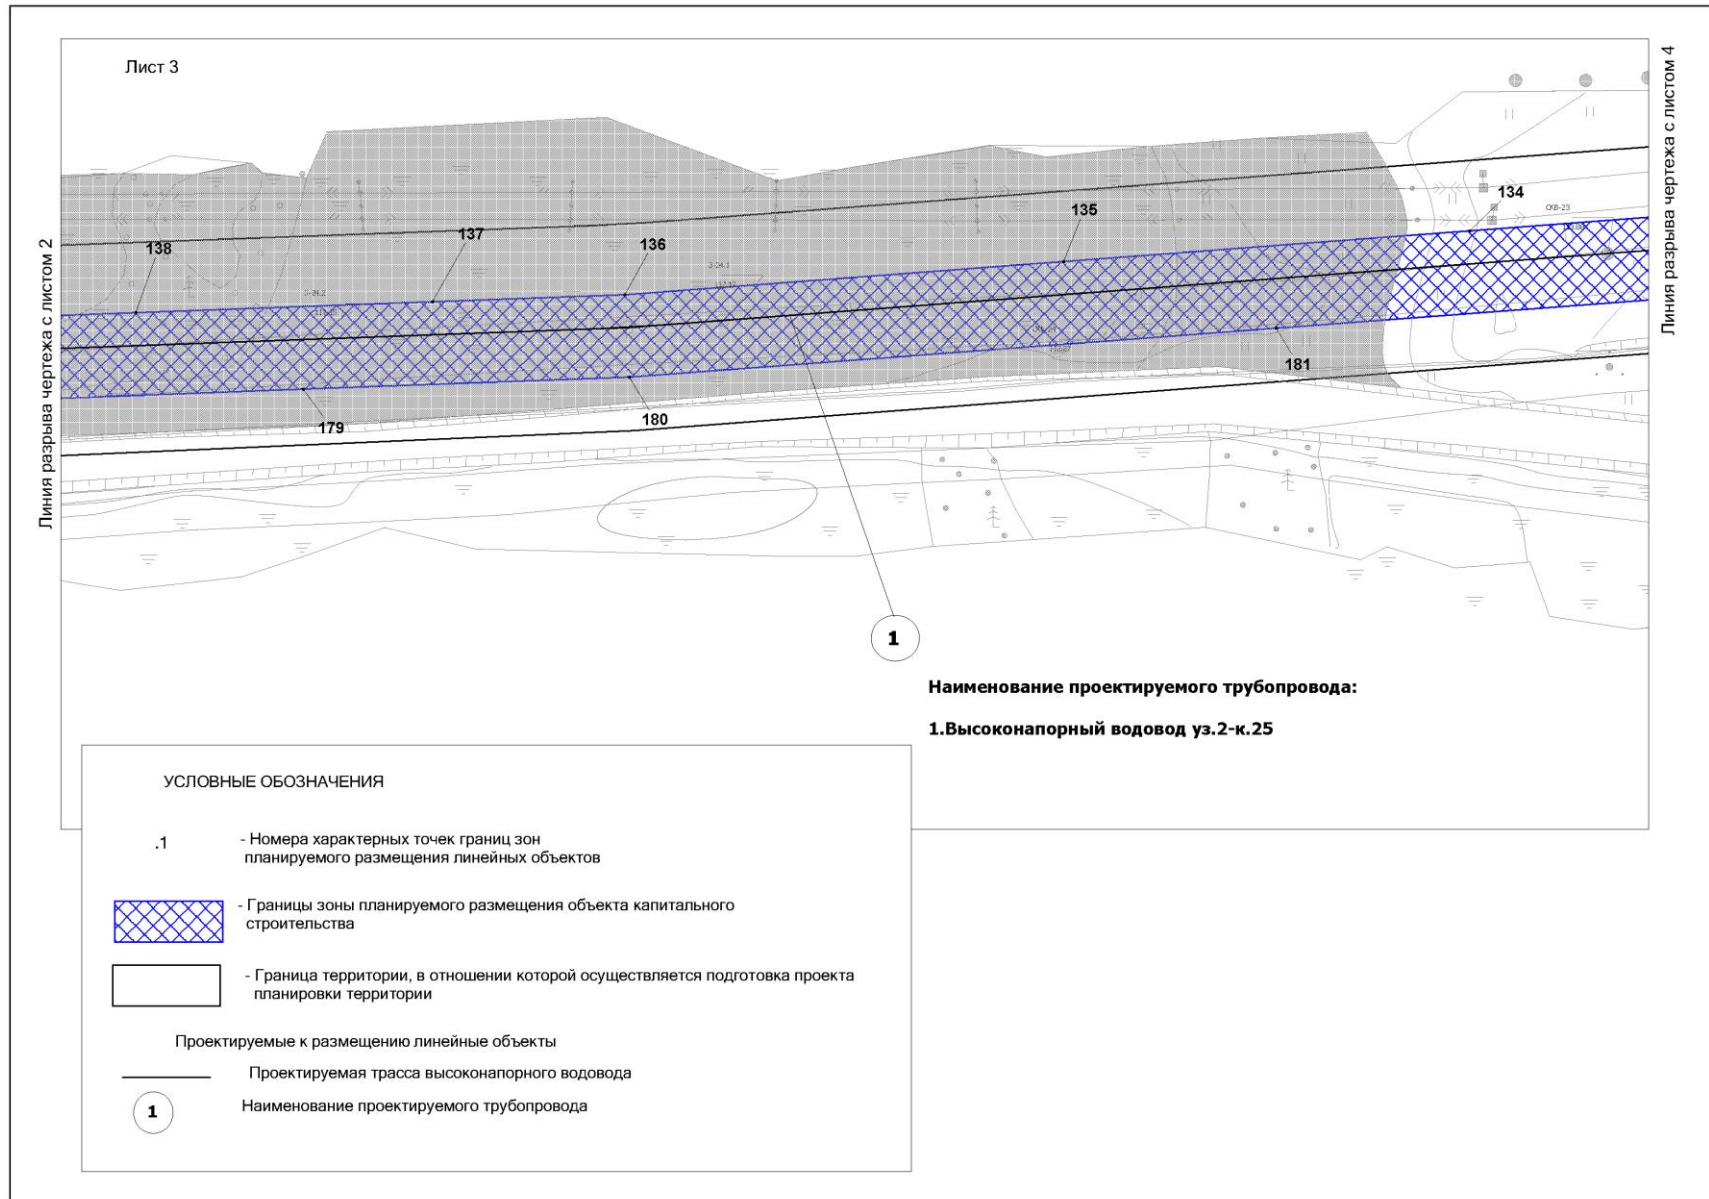 Лист 3
Линия разрыва чертежа с листом 4
Линия разрыва чертежа с листом 2
134
135
138
137
136
СКВ-23
181
179
180
1
Наименование проектируемого трубопровода:
1.Высоконапорный водовод уз.2-к.25
УСЛОВНЫЕ ОБОЗНАЧЕНИЯ
.1
- Номера характерных точек границ зон
планируемого размещения линейных объектов
- Границы зоны планируемого размещения объекта капитального
строительства
- Граница территории, в отношении которой осуществляется подготовка проекта
планировки территории
Проектируемые к размещению линейные объекты
Проектируемая трасса высоконапорного водовода
1
Наименование проектируемого трубопровода